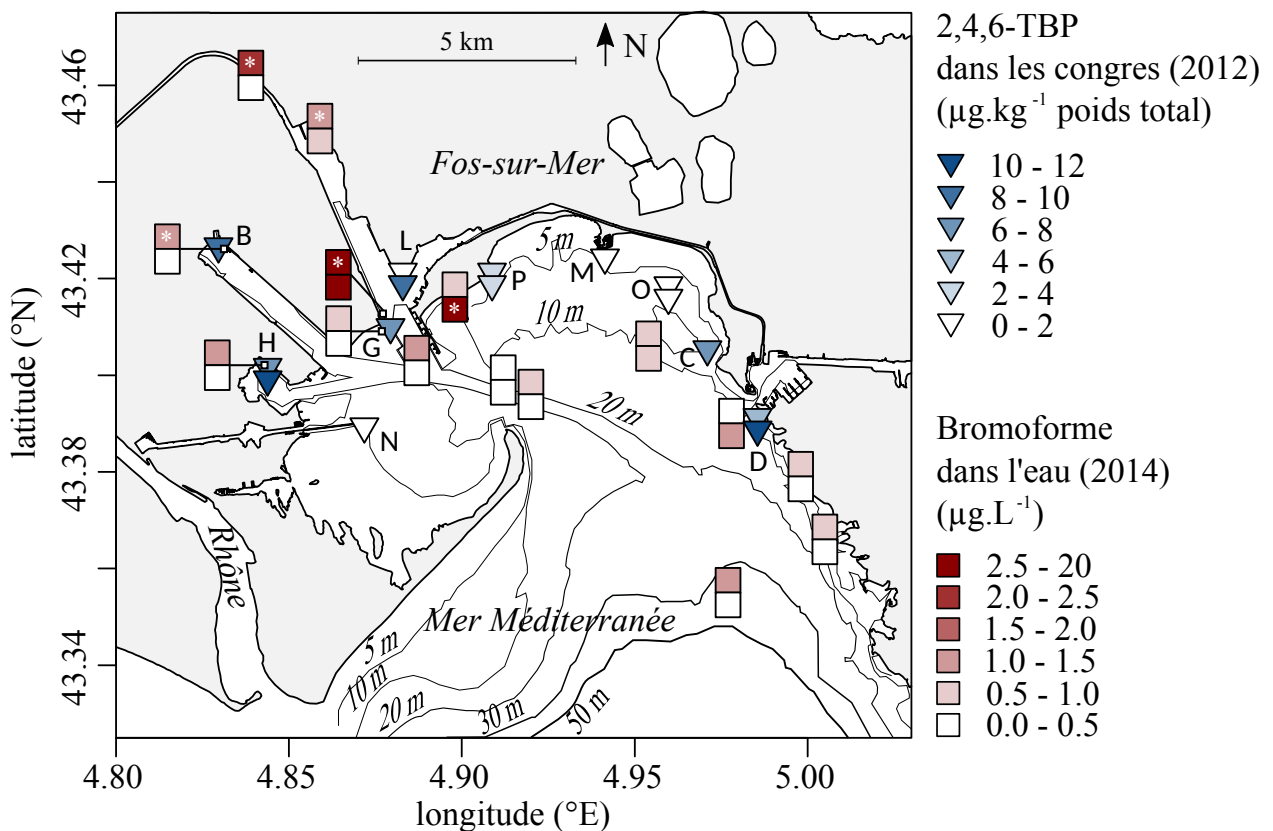 5 km
N
43.46
43.42
43.38
43.34
latitude (°N)
Fos-sur-Mer
*
*
*
*
*
B
L
P
M
O
H
G
C
N
D
5 m
10 m
20 m
Rhône
Mer Méditerranée
5 m
10 m
20 m
30 m
50 m
4.80
4.85
4.90
4.95
5.00
longitude (°E)
2,4,6-TBP
dans les congres (2012)
(µg.kg⁻¹ poids total)
10 - 12
8 - 10
6 - 8
4 - 6
2 - 4
0 - 2
Bromoforme
dans l'eau (2014)
(µg.L⁻¹)
2.5 - 20
2.0 - 2.5
1.5 - 2.0
1.0 - 1.5
0.5 - 1.0
0.0 - 0.5